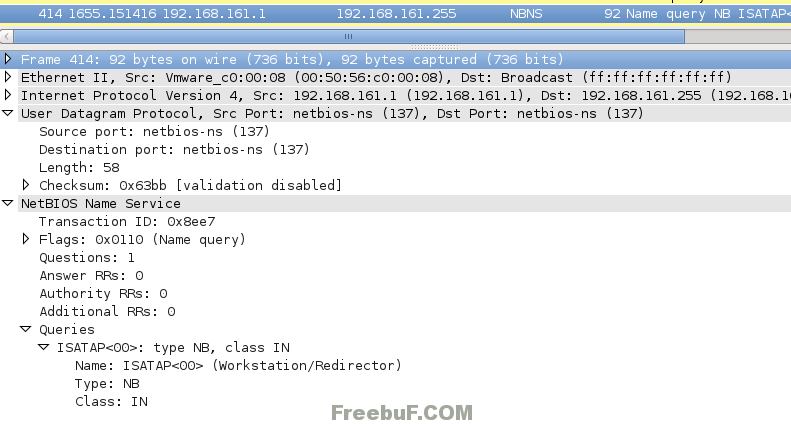 414 1655.151416 192.168.161.1 192.168.161.255 NBNS 92 Name query NB ISATAP<
Frame 414: 92 bytes on wire (736 bits), 92 bytes captured (736 bits)
Ethernet II, Src: Vmware_c0:00:08 (00:50:56:c0:00:08), Dst: Broadcast (ff:ff:ff:ff:ff:ff)
Internet Protocol Version 4, Src: 192.168.161.1 (192.168.161.1), Dst: 192.168.161.255 (192.168.16
User Datagram Protocol, Src Port: netbios-ns (137), Dst Port: netbios-ns (137)
Source port: netbios-ns (137)
Destination port: netbios-ns (137)
Length: 58
Checksum: 0x63bb [validation disabled]
NetBIOS Name Service
Transaction ID: 0x8ee7
Flags: 0x0110 (Name query)
Questions: 1
Answer RRs: 0
Authority RRs: 0
Additional RRs: 0
Queries
ISATAP<00>: type NB, class IN
Name: ISATAP<00> (Workstation/Redirector)
Type: NB
Class: IN
FreebuF.COM